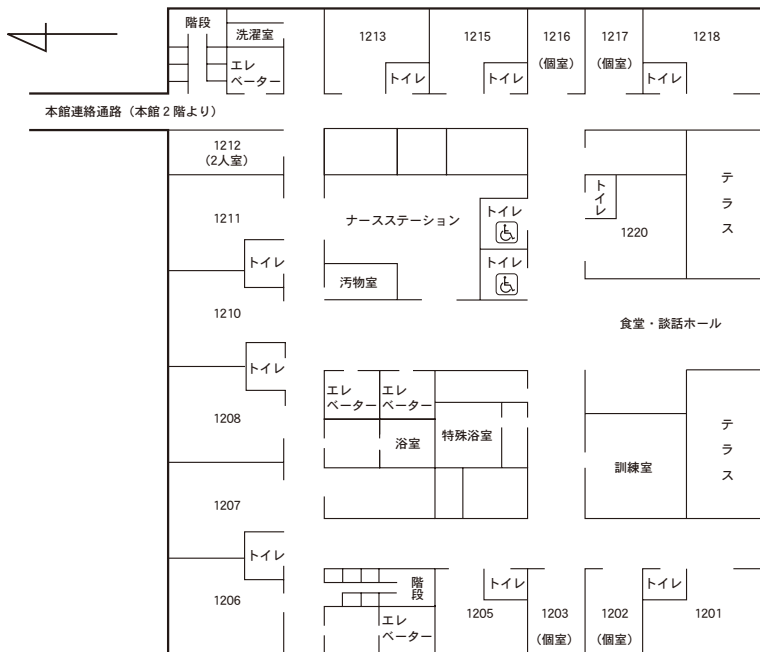 階段
洗濯室
エレ
ベーター
1213
トイレ
1215
トイレ
1216
（個室）
1217
（個室）
1218
トイレ
本館連絡通路（本館２階より）
1212
（2人室）
1211
トイレ
ナースステーション
トイレ
トイレ
汚物室
トイレ
1220
テラス
1210
トイレ
食堂・談話ホール
エレ
ベーター
エレ
ベーター
1208
浴室
特殊浴室
訓練室
テラス
1207
トイレ
1206
階段
エレ
ベーター
トイレ
1205
1203
（個室）
1202
（個室）
トイレ
1201